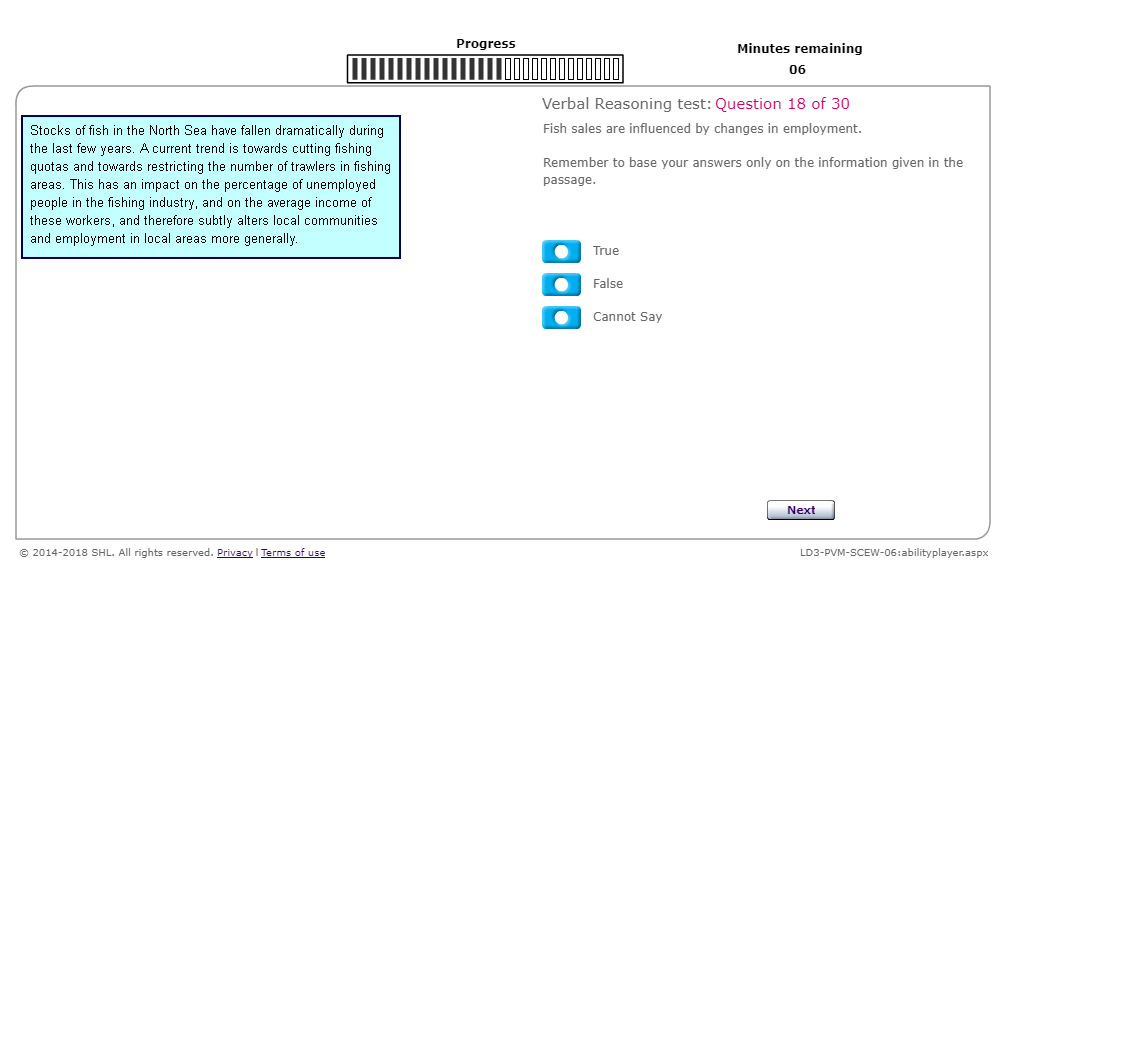 Progress
Minutes remaining
06
Verbal Reasoning test: Question 18 of 30
Stocks of fish in the North Sea have fallen dramatically during
the last few years. A current trend is towards cutting fishing
quotas and towards restricting the number of trawlers in fishing
areas. This has an impact on the percentage of unemployed
people in the fishing industry, and on the average income of
these workers, and therefore subtly alters local communities
and employment in local areas more generally.
Fish sales are influenced by changes in employment.
Remember to base your answers only on the information given in the
passage.
True
False
Cannot Say
Next
© 2014-2018 SHL. All rights reserved. Privacy | Terms of use
LD3-PVM-SCEW-06:abilityplayer.aspx